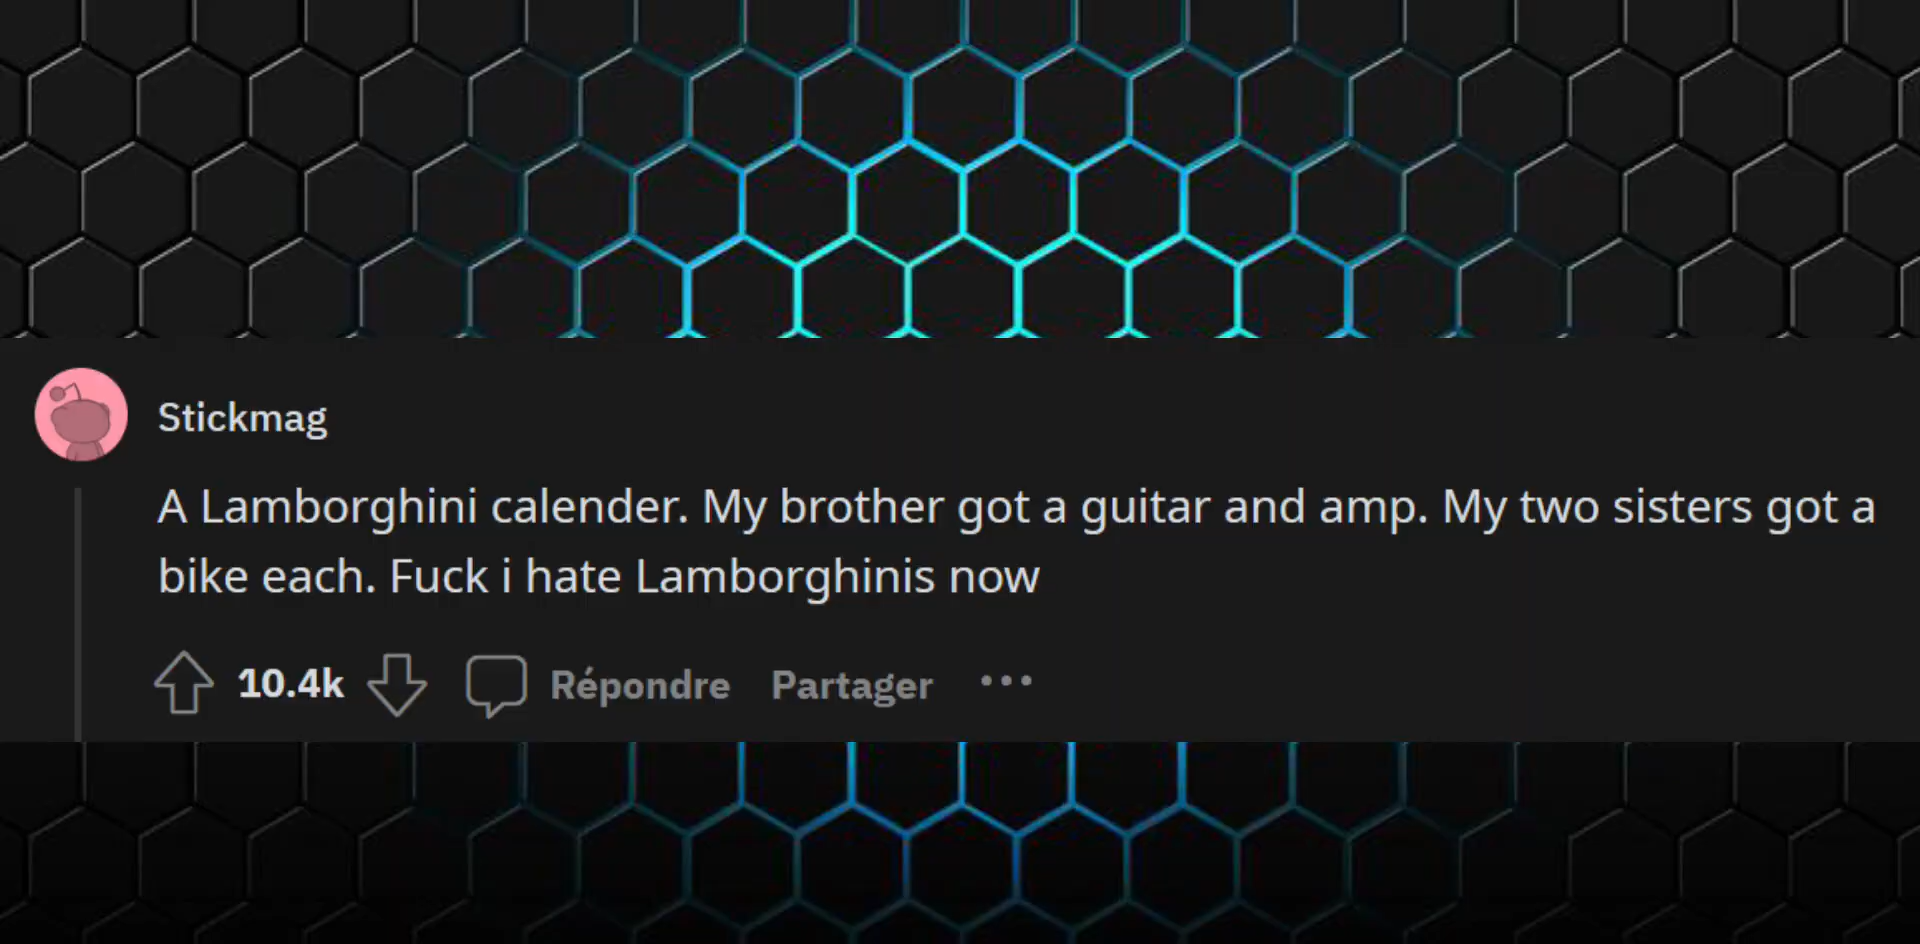 Stickmag
A Lamborghini calender. My brother got a guitar and amp. My two sisters got a
bike each. Fuck i hate Lamborghinis now
10.4k Répondre Partager ...